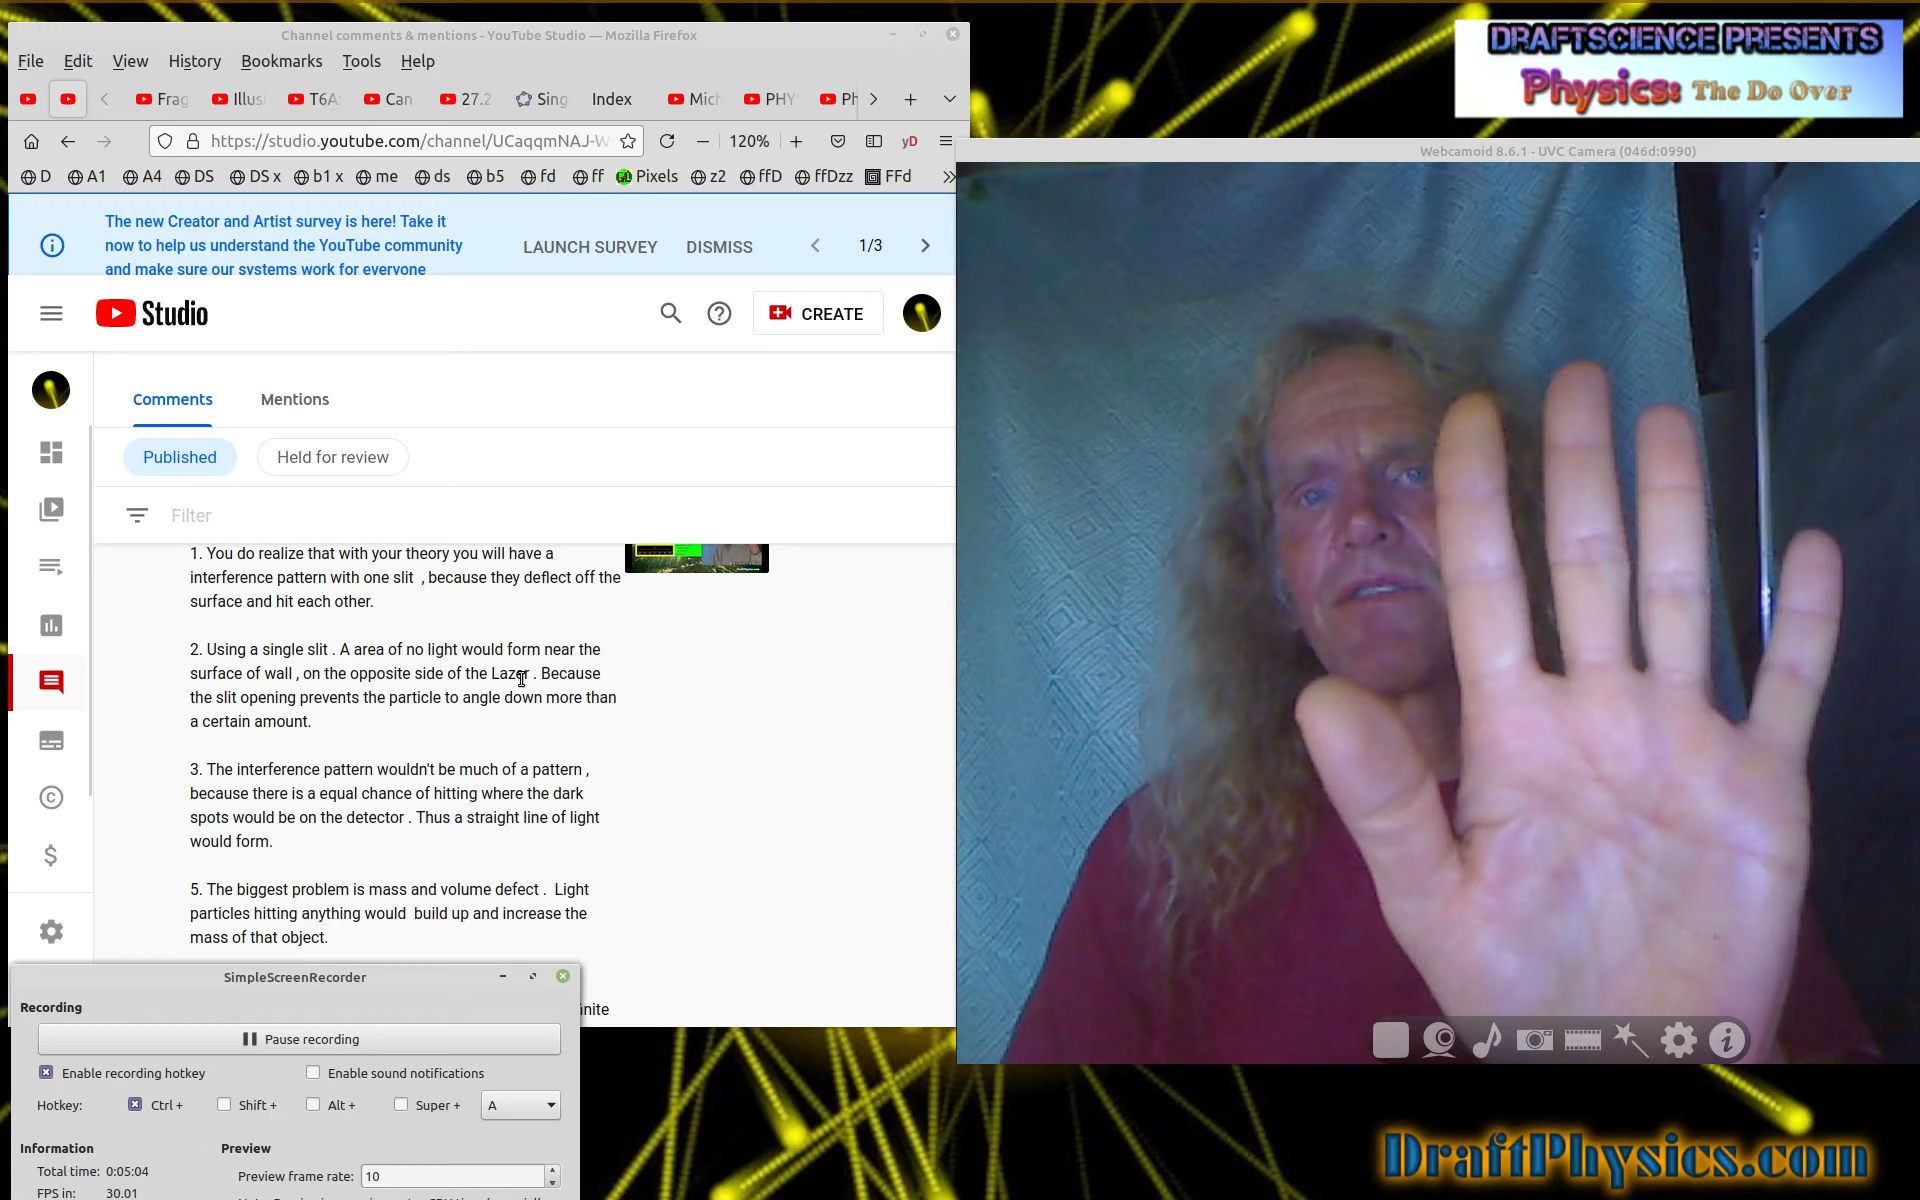 Channel comments & mentions - YouTube Studio — Mozilla Firefox
File Edit View History Bookmarks Tools Help
Frag Illus T6A: Can 27.2 Sing Index Mich PHY Ph
https://studio.youtube.com/channel/UCaqqmNAJ-W 120% yD
D A1 A4 DS DS x b1 x me ds b5 fd ff Pixels z2 ffD ffDzz FFd
The new Creator and Artist survey is here! Take it
now to help us understand the YouTube community
and make sure our systems work for everyone
LAUNCH SURVEY DISMISS 1/3
Studio CREATE
Comments Mentions
Published Held for review
Filter
1. You do realize that with your theory you will have a
interference pattern with one slit , because they deflect off the
surface and hit each other.
2. Using a single slit . A area of no light would form near the
surface of wall , on the opposite side of the Lazer . Because
the slit opening prevents the particle to angle down more than
a certain amount.
3. The interference pattern wouldn't be much of a pattern ,
because there is a equal chance of hitting where the dark
spots would be on the detector . Thus a straight line of light
would form.
5. The biggest problem is mass and volume defect . Light
particles hitting anything would build up and increase the
mass of that object.
inite
SimpleScreenRecorder
Recording
Pause recording
Enable recording hotkey Enable sound notifications
Hotkey: Ctrl + Shift + Alt + Super + A
Information Preview
Total time: 0:05:04
Preview frame rate: 10
FPS in: 30.01
DRAFTSCIENCE PRESENTS
Physics: The Do Over
Webcamoid 8.6.1 - UVC Camera (046d:0990)
DraftPhysics.com